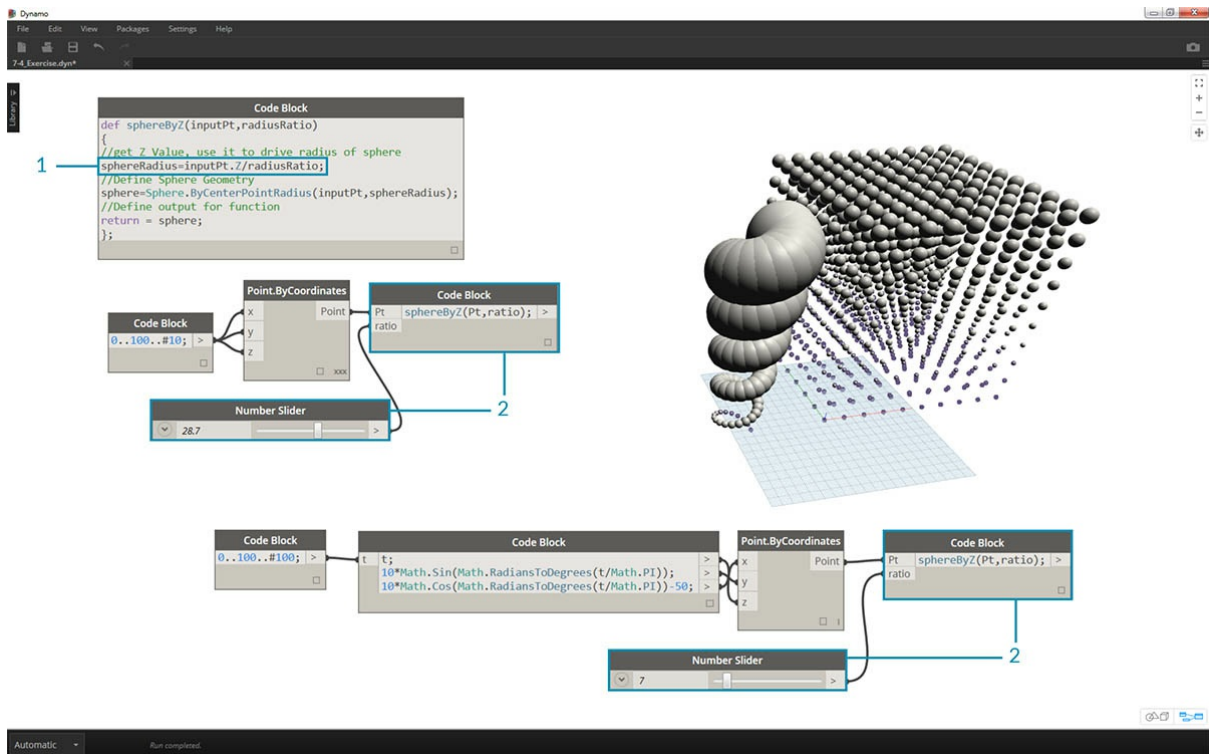 Dynamo
File Edit View Packages Settings Help
7-4_Exercise.dyn*
Library
Code Block
def sphereByZ(inputPt,radiusRatio)
{
//get Z Value, use it to drive radius of sphere
1
sphereRadius=inputPt.Z/radiusRatio;
//Define Sphere Geometry
sphere=Sphere.ByCenterPointRadius(inputPt,sphereRadius);
//Define output for function
return = sphere;
};
Code Block
0..100..#10; >
Point.ByCoordinates
x Point
y
z
xxx
Code Block
Pt sphereByZ(Pt,ratio); >
ratio
2
Number Slider
28.7 >
Code Block
0..100..#100; >
Code Block
t t; >
10*Math.Sin(Math.RadiansToDegrees(t/Math.PI)); >
10*Math.Cos(Math.RadiansToDegrees(t/Math.PI))-50; >
Point.ByCoordinates
x Point
y
z
Code Block
Pt sphereByZ(Pt,ratio); >
ratio
2
Number Slider
7 >
Automatic Run completed.